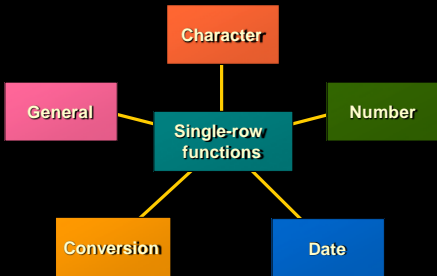 Character
General
Number
Single-row
functions
Conversion
Date